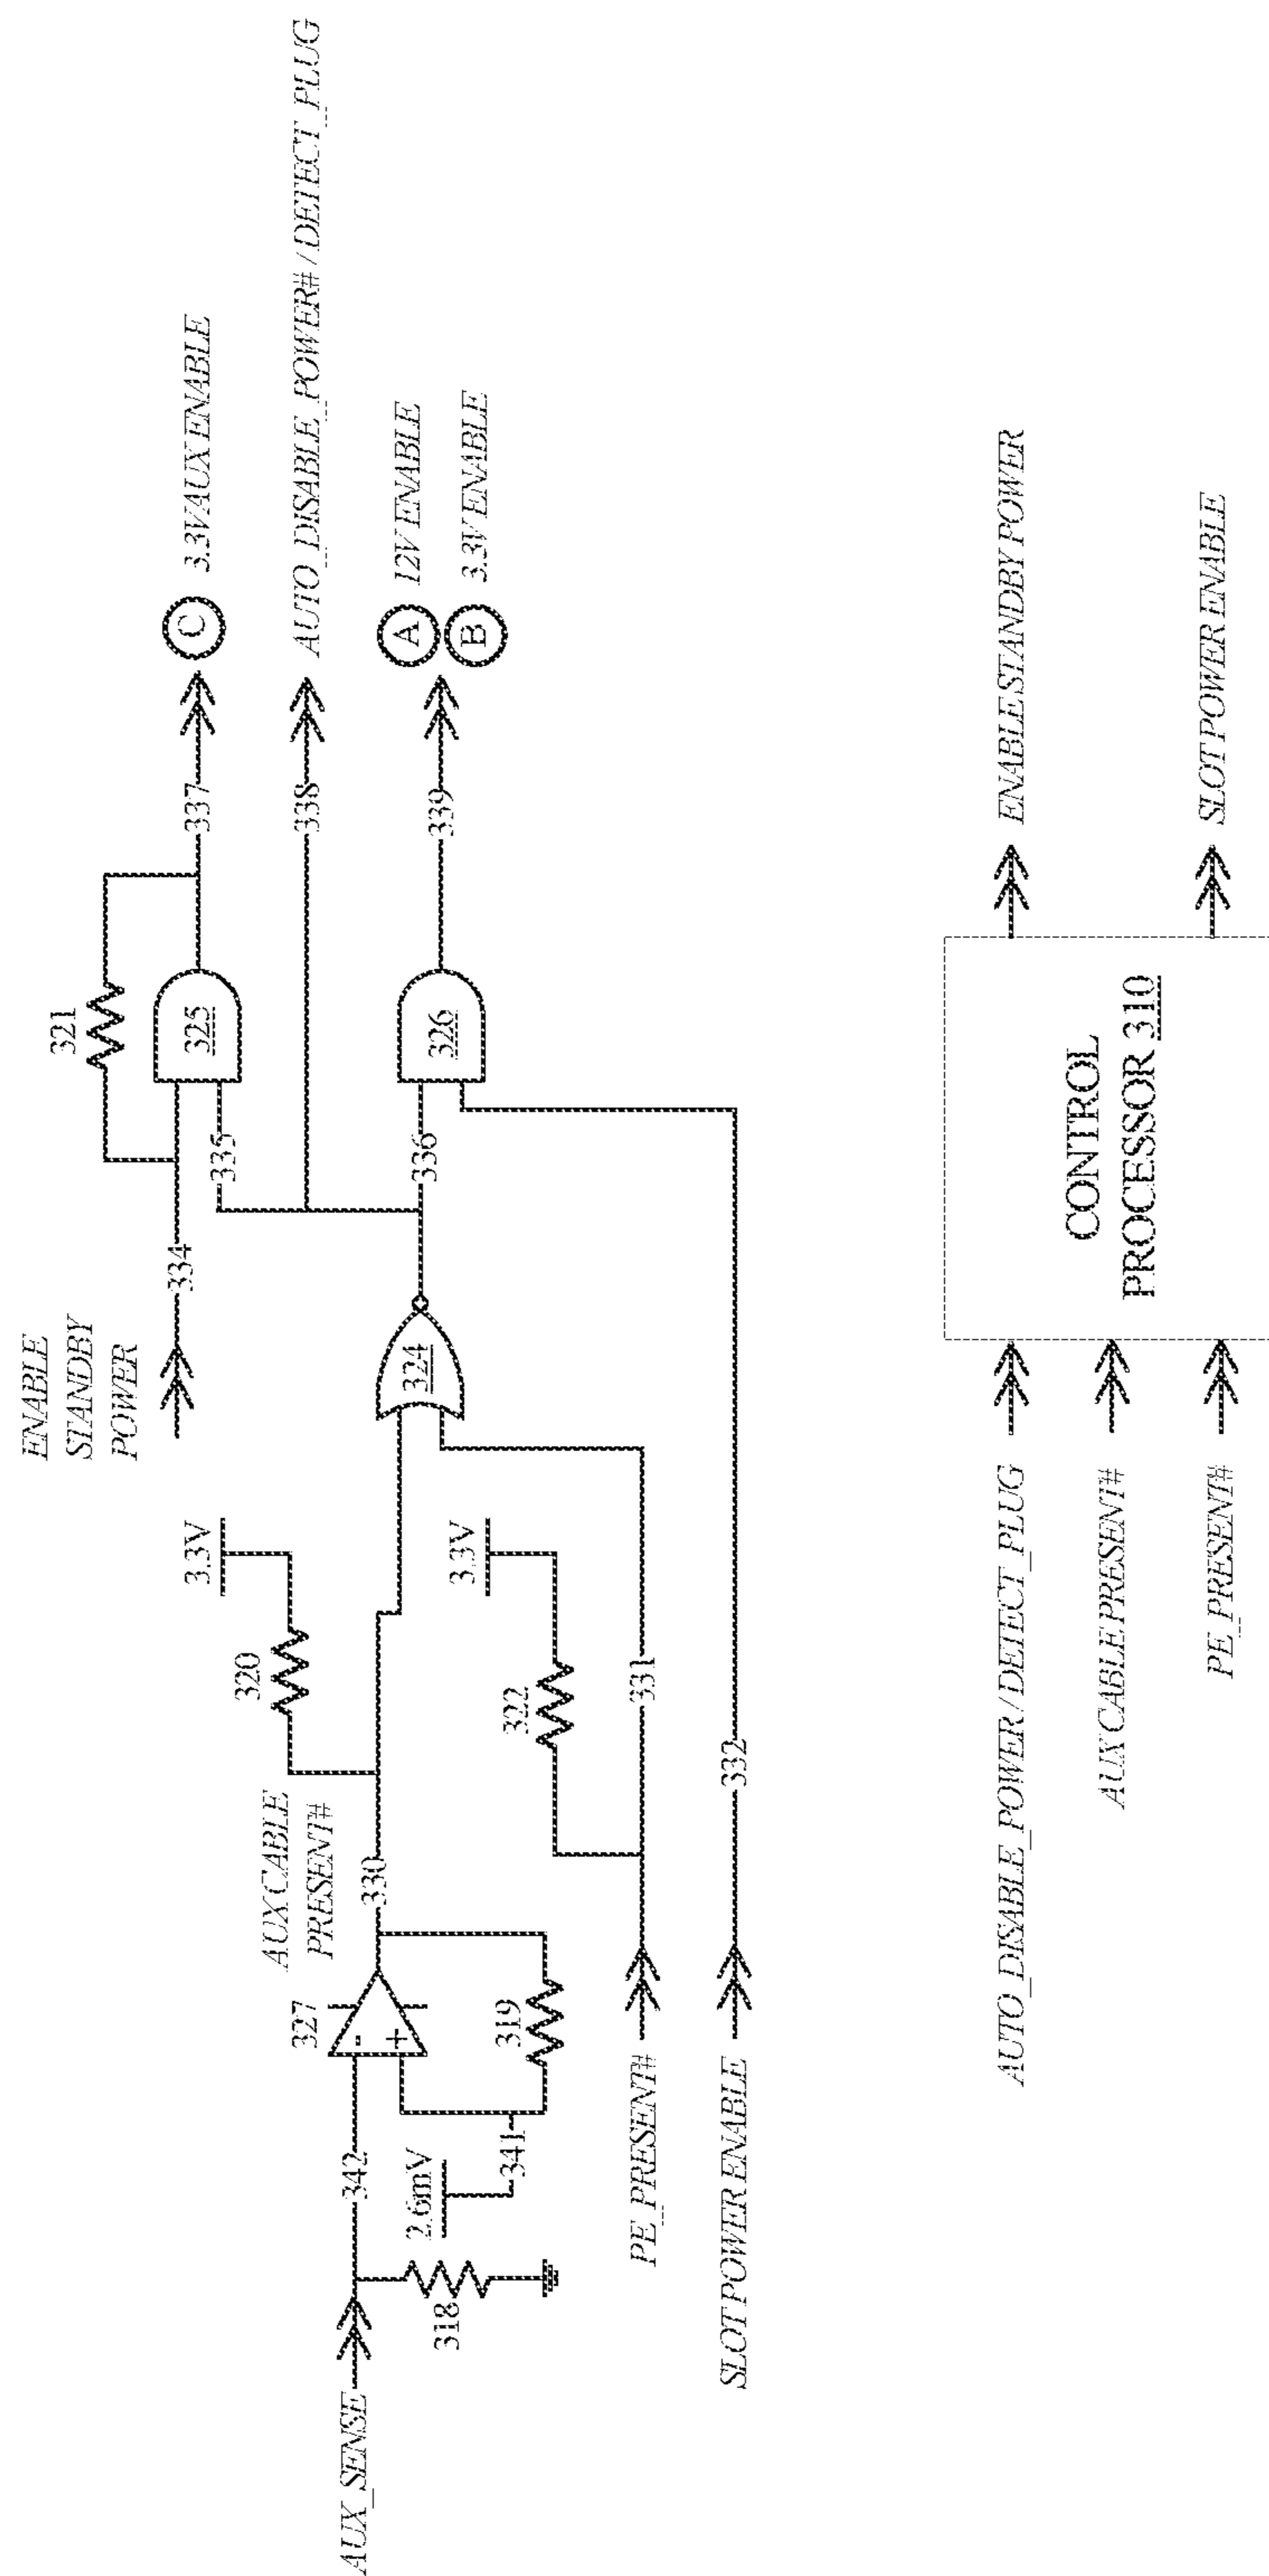 ENABLE
STANDBY
POWER
334
321
325
335
337
C
3.3VAUX ENABLE
338
AUTO_DISABLE_POWER# / DETECT_PLUG
AUX_SENSE
342
318
2.6mV
341
327
-
+
319
AUX CABLE
PRESENT#
330
320
3.3V
324
336
326
339
A
12V ENABLE
B
3.3V ENABLE
322
3.3V
PE_PRESENT#
331
SLOT POWER ENABLE
332
AUTO_DISABLE_POWER / DETECT_PLUG
AUX CABLE PRESENT#
PE_PRESENT#
CONTROL
PROCESSOR 310
ENABLE STANDBY POWER
SLOT POWER ENABLE